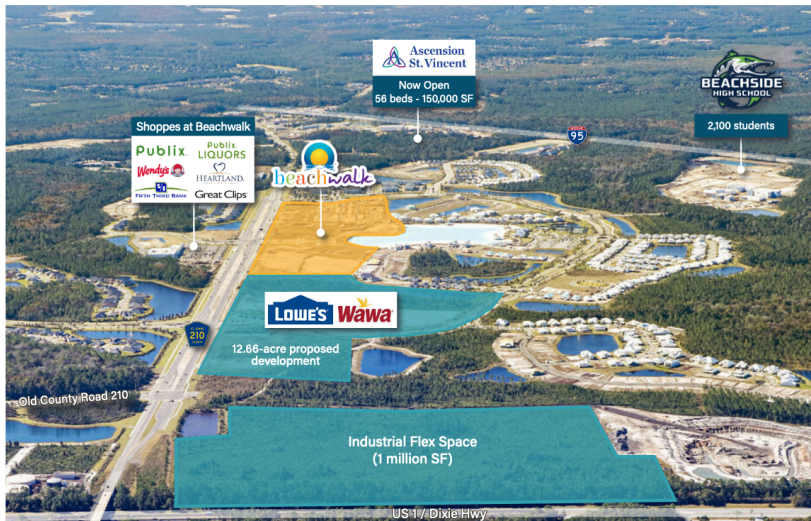 Ascension
St. Vincent
Now Open
56 beds - 150,000 SF
BEACHSIDE
HIGH SCHOOL
2,100 students
INTERSTATE
95
Shoppes at Beachwalk
Publix
Publix
LIQUORS
Wendy's
HEARTLAND
FIFTH THIRD BANK
Great Clips
beachwalk
LOWE'S
Wawa
12.66-acre proposed
development
210
Old County Road 210
Industrial Flex Space
(1 million SF)
US 1 / Dixie Hwy